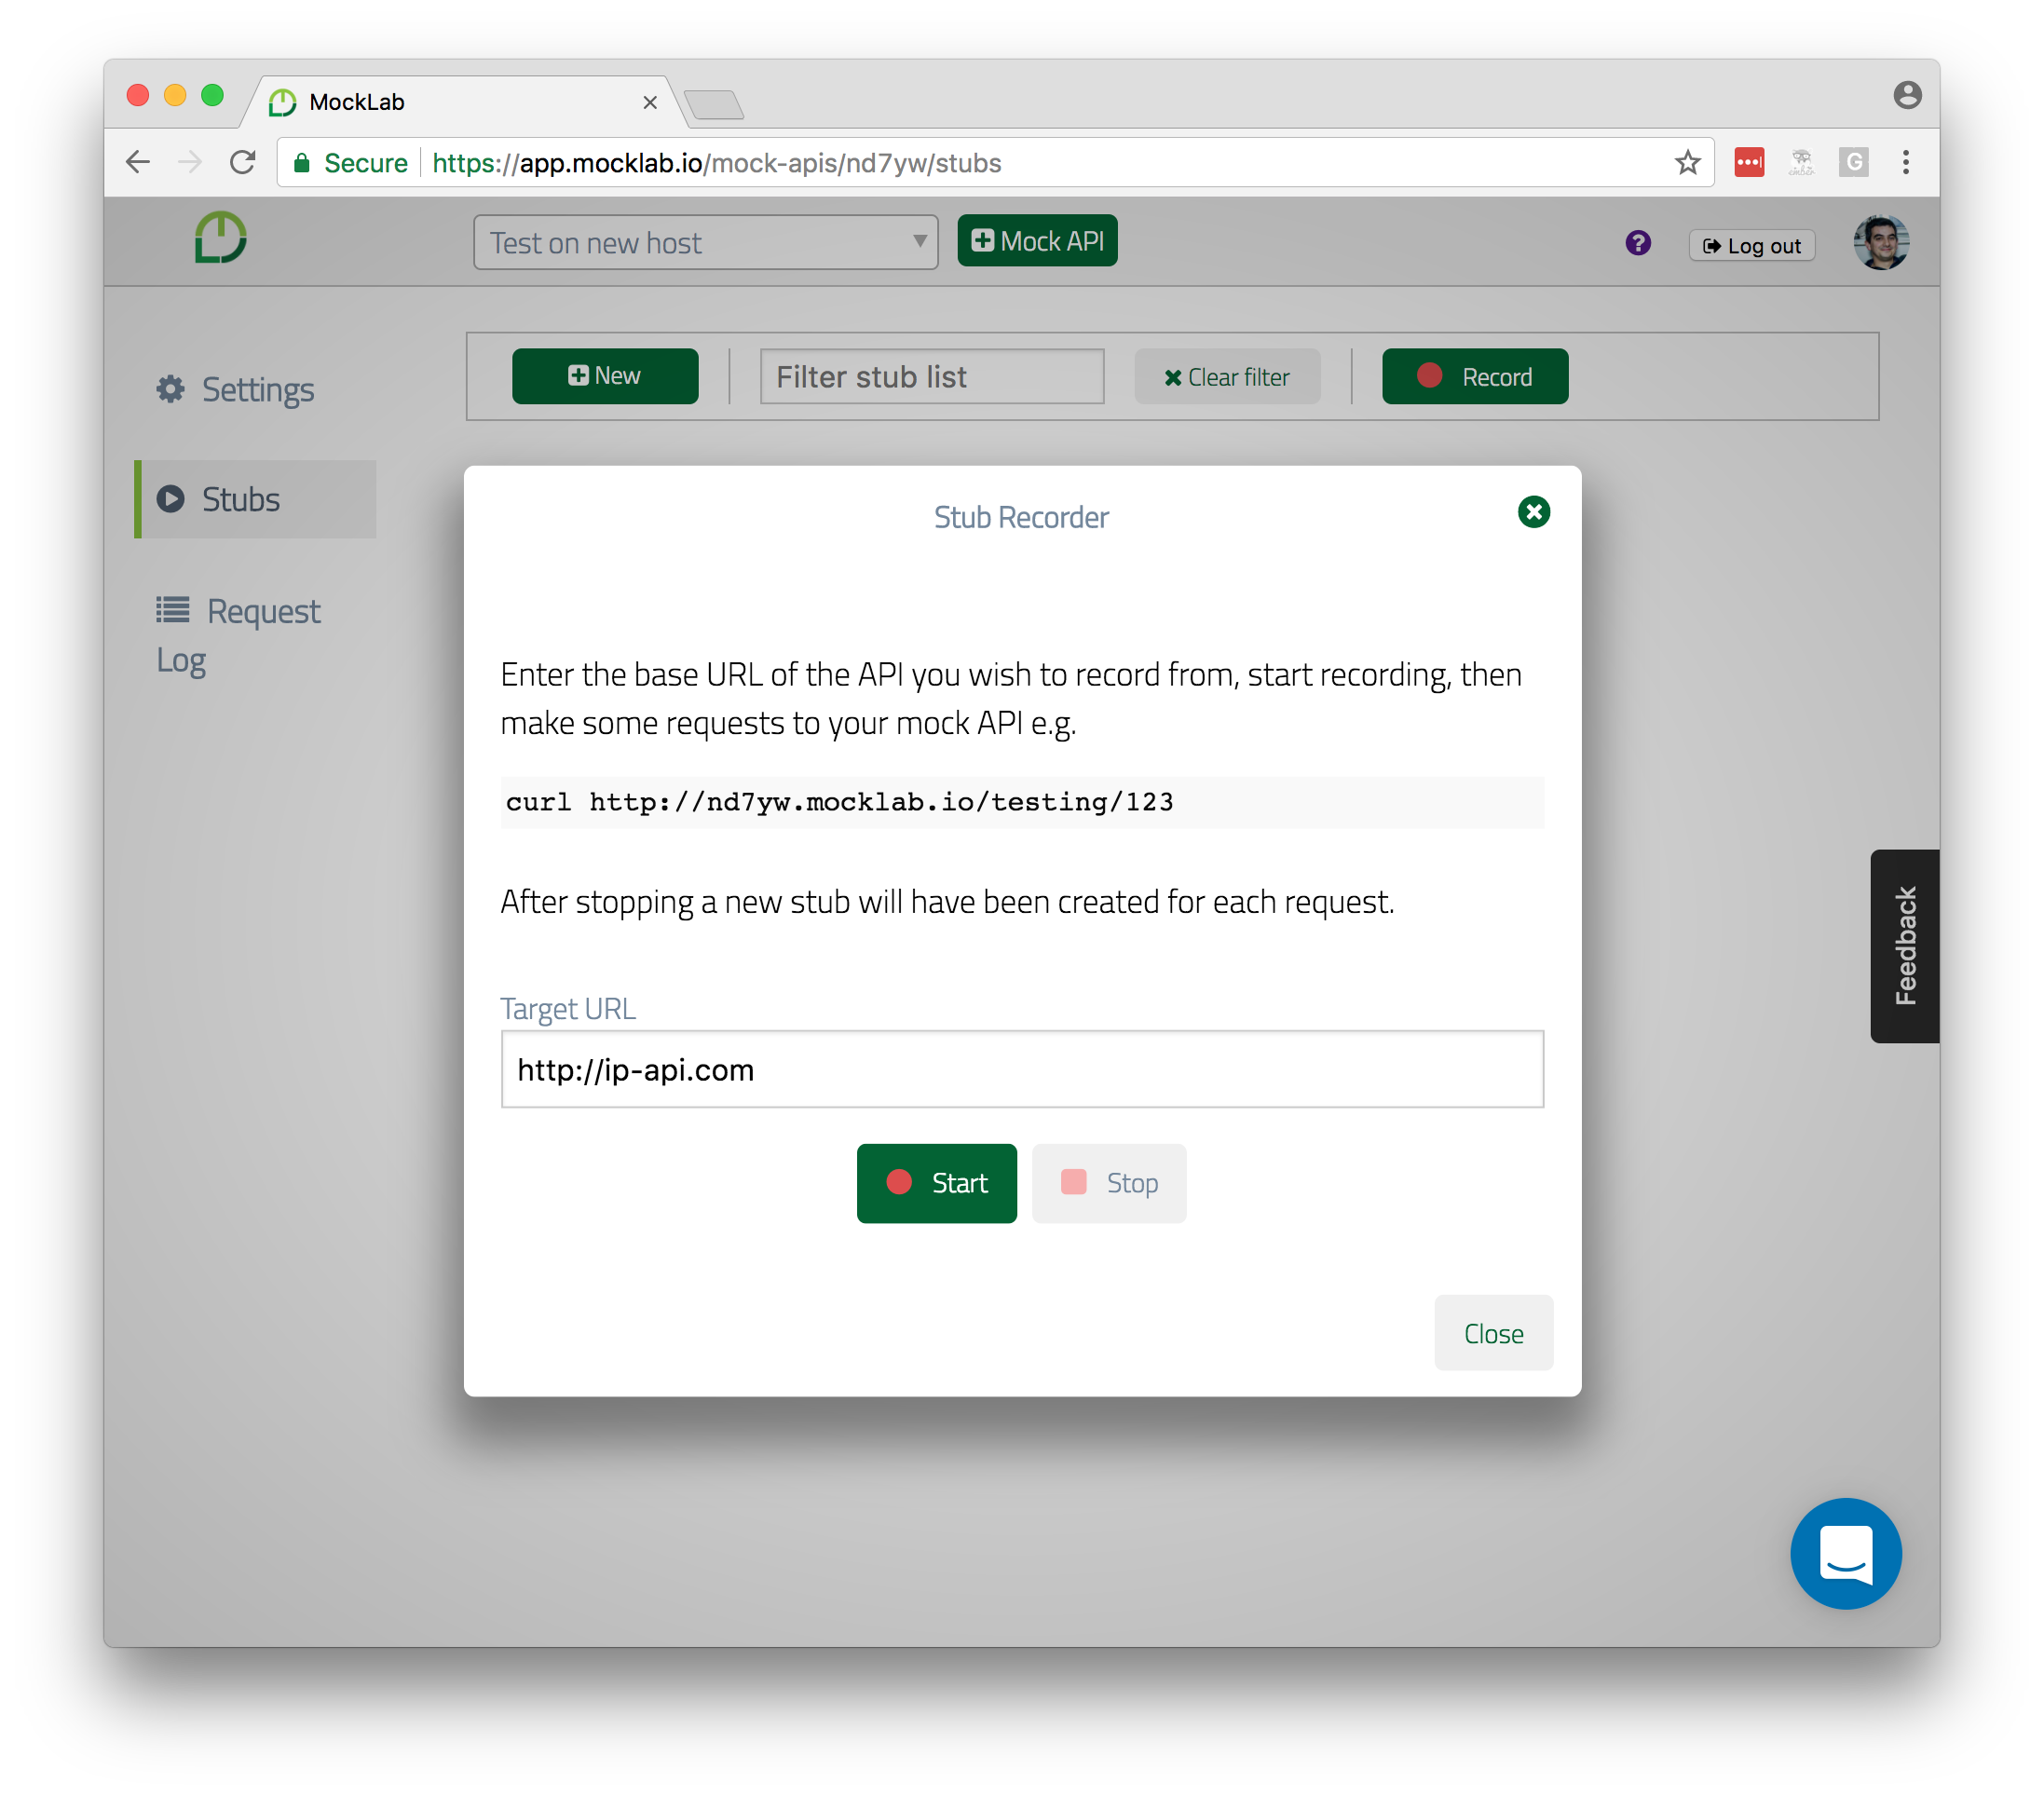 MockLab
Secure https://app.mocklab.io/mock-apis/nd7yw/stubs
G
Test on new host
Mock API
?
Log out
Settings
New
Filter stub list
Clear filter
Record
Stubs
Request
Log
Stub Recorder
Enter the base URL of the API you wish to record from, start recording, then
make some requests to your mock API e.g.
curl http://nd7yw.mocklab.io/testing/123
After stopping a new stub will have been created for each request.
Target URL
http://ip-api.com
Start
Stop
Close
Feedback